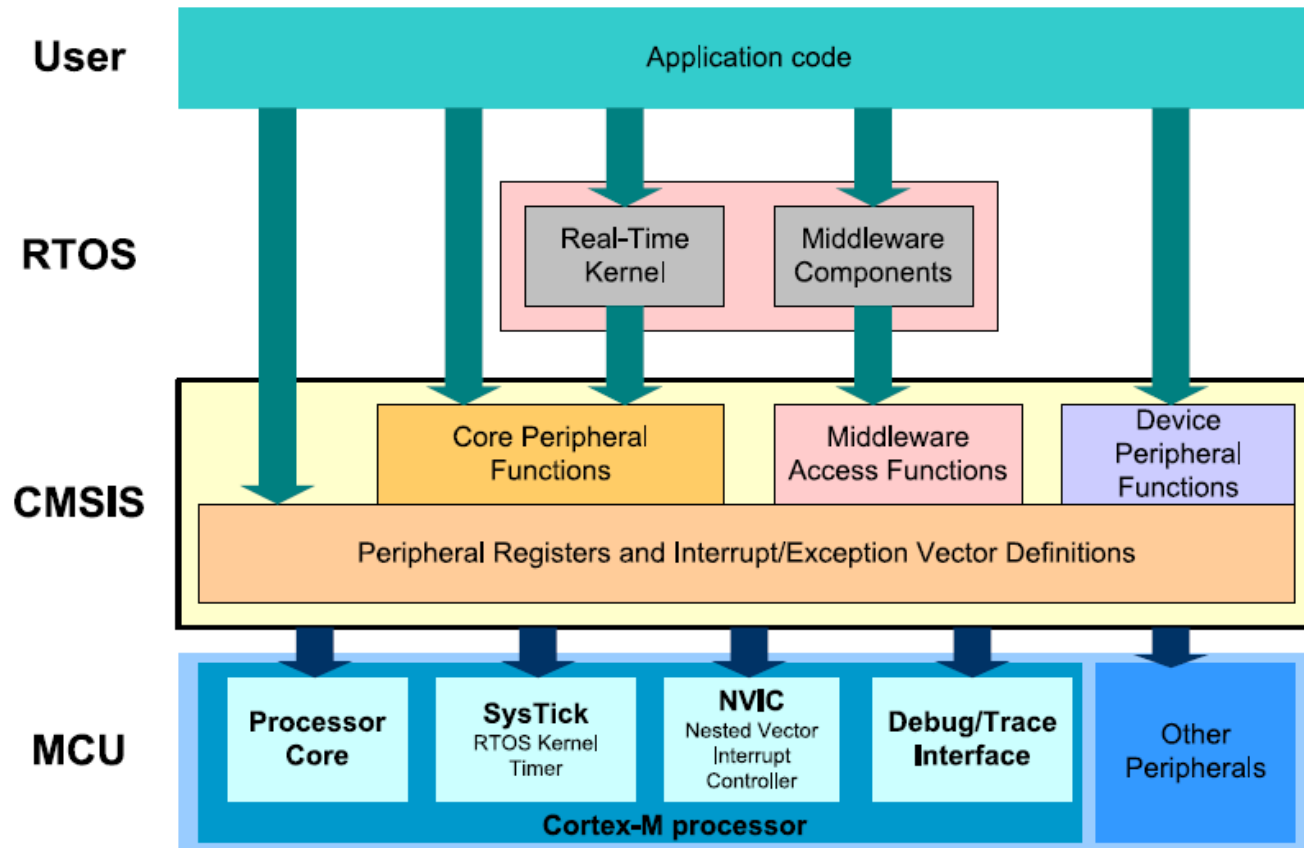 User
Application code
RTOS
Real-Time
Kernel
Middleware
Components
CMSIS
Core Peripheral
Functions
Middleware
Access Functions
Device
Peripheral
Functions
Peripheral Registers and Interrupt/Exception Vector Definitions
MCU
Processor
Core
SysTick
RTOS Kernel
Timer
NVIC
Nested Vector
Interrupt
Controller
Debug/Trace
Interface
Other
Peripherals
Cortex-M processor